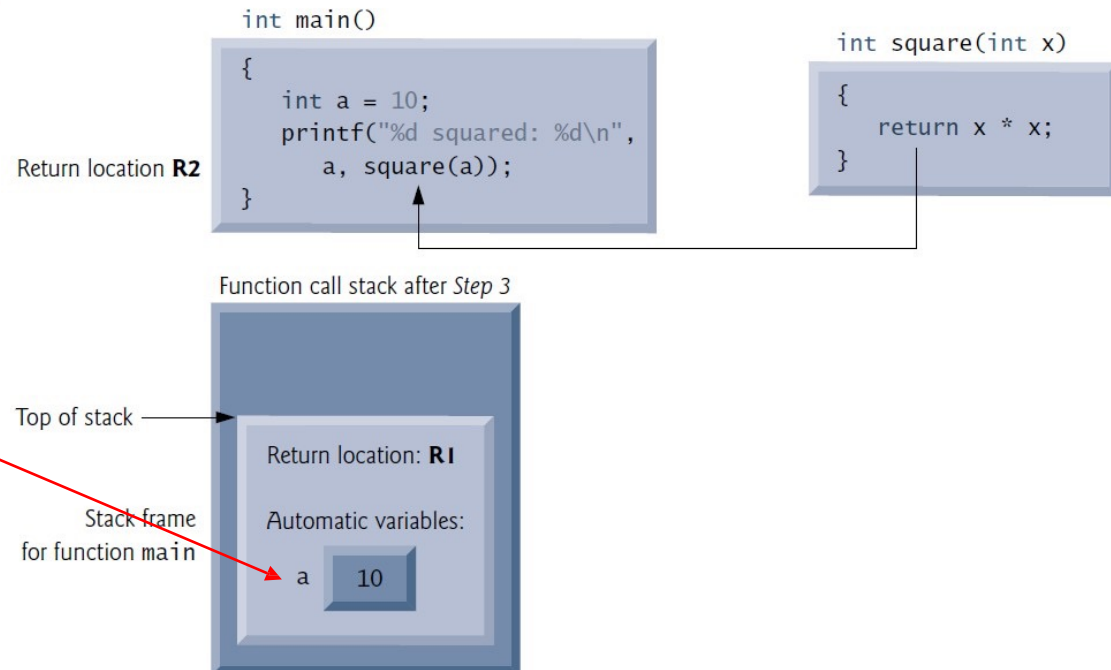 int main()
{
int a = 10;
printf("%d squared: %d\n",
a, square(a));
}
Return location R2
int square(int x)
{
return x * x;
}
Function call stack after Step 3
Top of stack
Return location: R1
Stack frame
for function main
Automatic variables:
a 10